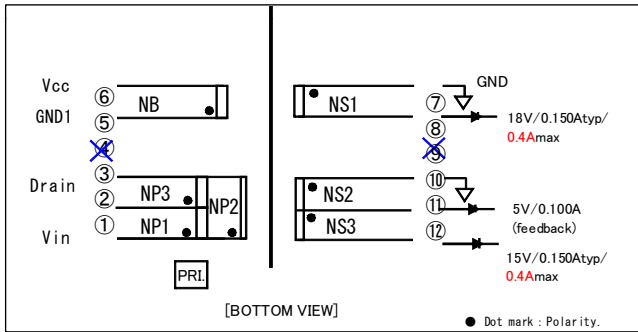 Vcc ⑥ NB
GND1 ⑤
④
Drain ③
② NP3 NP2
Vin ① NP1
PRI.
[BOTTOM VIEW]
NS1 ⑦ GND
⑧ 18V/0.150Atyp/
0.4Amax
⑨
NS2 ⑩
⑪ 5V/0.100A
(feedback)
NS3 ⑫
15V/0.150Atyp/
0.4Amax
● Dot mark : Polarity.